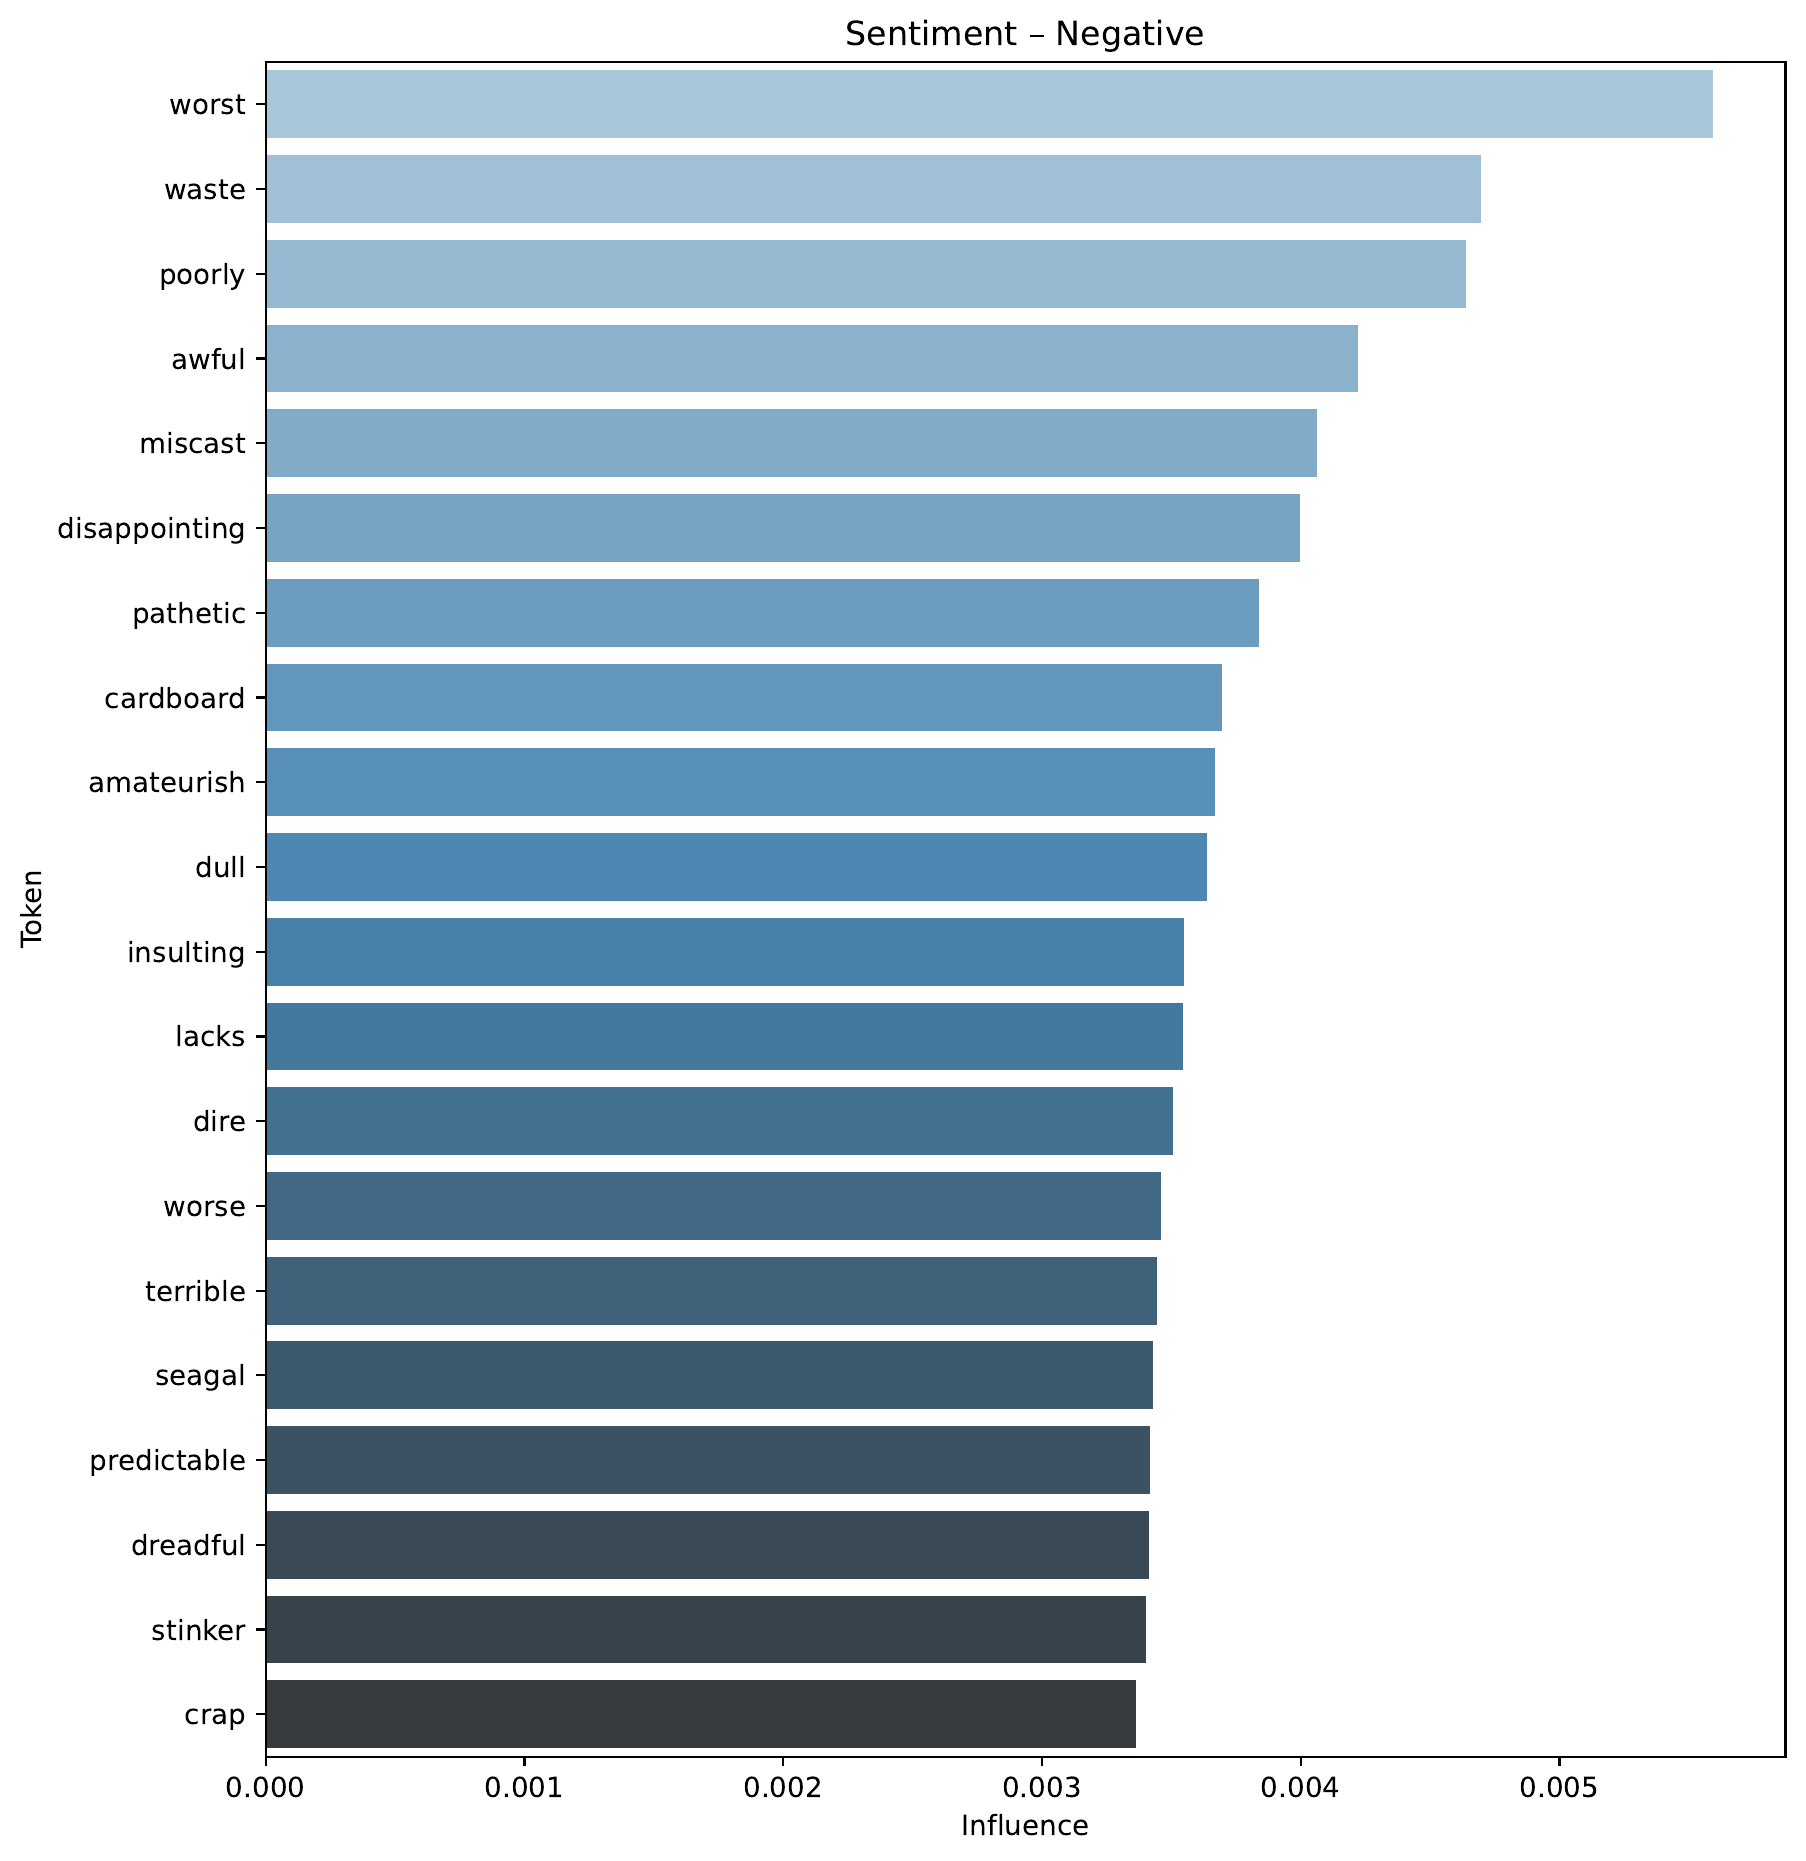 Sentiment – Negative
worst
waste
poorly
awful
miscast
disappointing
pathetic
cardboard
amateurish
dull
insulting
lacks
dire
worse
terrible
seagal
predictable
dreadful
stinker
crap
Token
0.000 0.001 0.002 0.003 0.004 0.005
Influence